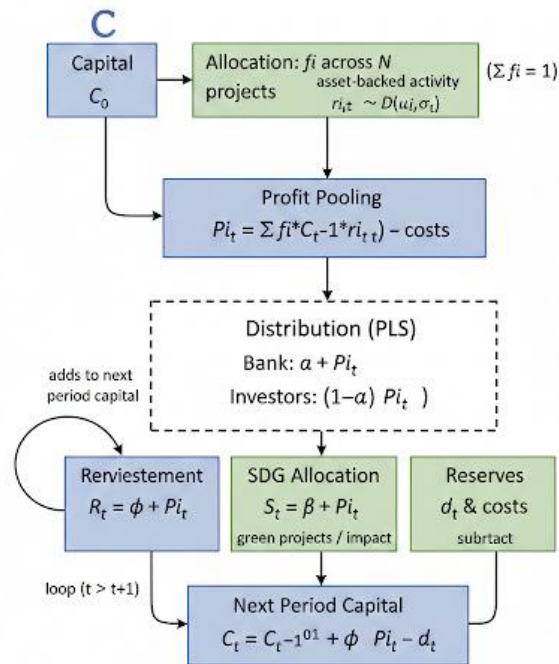 C
Capital
C₀
Allocation: fi across N
projects
asset-backed activity
rᵢ,ₜ ~ D(uᵢ,σₜ)
(Σ fi = 1)
Profit Pooling
Piₜ = Σ fi*Cₜ-1*riₜ ₜ) – costs
Distribution (PLS)
Bank: α + Piₜ
Investors: (1–α) Piₜ )
adds to next
period capital
Rerviestement
Rₜ = ϕ + Piₜ
SDG Allocation
Sₜ = β + Piₜ
green projects / impact
Reserves
dₜ & costs
subrtact
loop (t > t+1)
Next Period Capital
Cₜ = Cₜ–1⁰¹ + ϕ Piₜ – dₜ